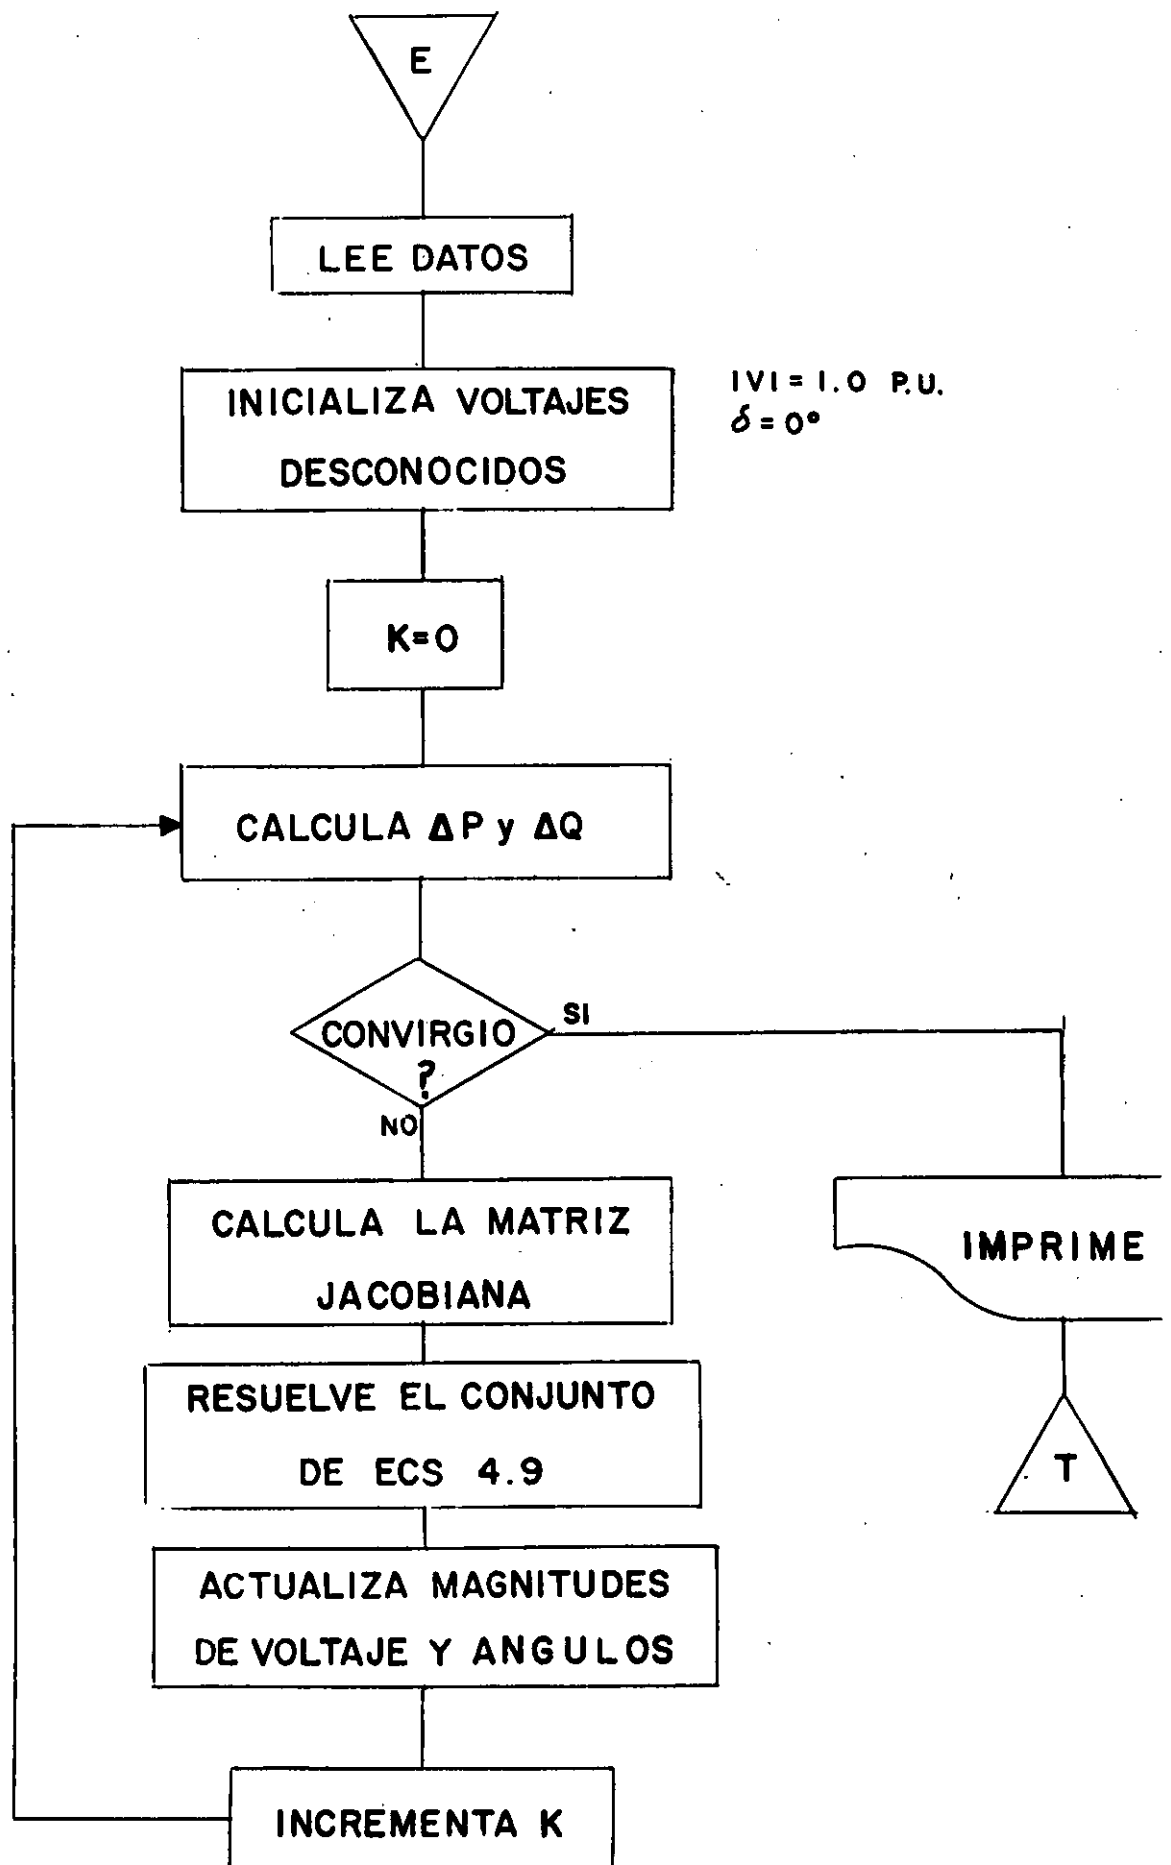 E
LEE DATOS
INICIALIZA VOLTAJES
DESCONOCIDOS
|V|=1.0 P.U.
δ=0°
K=0
CALCULA ΔP y ΔQ
CONVIRGIO
?
SI
NO
CALCULA LA MATRIZ
JACOBIANA
IMPRIME
RESUELVE EL CONJUNTO
DE ECS 4.9
T
ACTUALIZA MAGNITUDES
DE VOLTAJE Y ANGULOS
INCREMENTA K